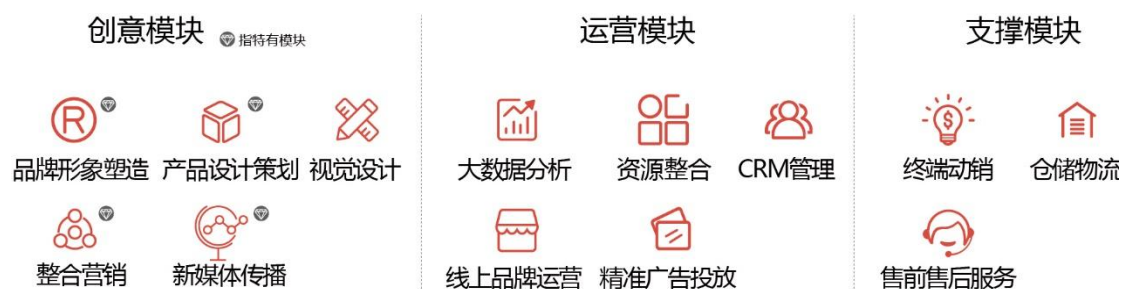 创意模块 指特有模块
品牌形象塑造 产品设计策划 视觉设计
整合营销 新媒体传播
运营模块
大数据分析 资源整合 CRM管理
线上品牌运营 精准广告投放
支撑模块
终端动销 仓储物流
售前售后服务